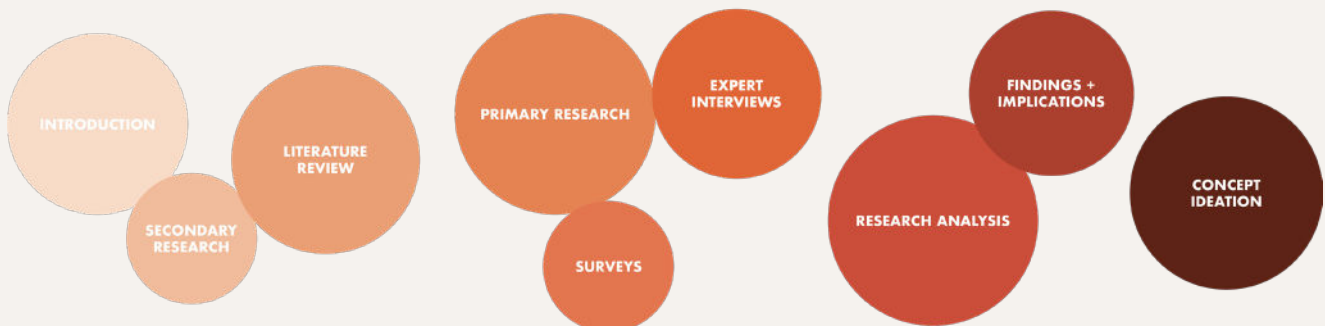 INTRODUCTION
SECONDARY
RESEARCH
LITERATURE
REVIEW
PRIMARY RESEARCH
EXPERT
INTERVIEWS
SURVEYS
RESEARCH ANALYSIS
FINDINGS +
IMPLICATIONS
CONCEPT
IDEATION